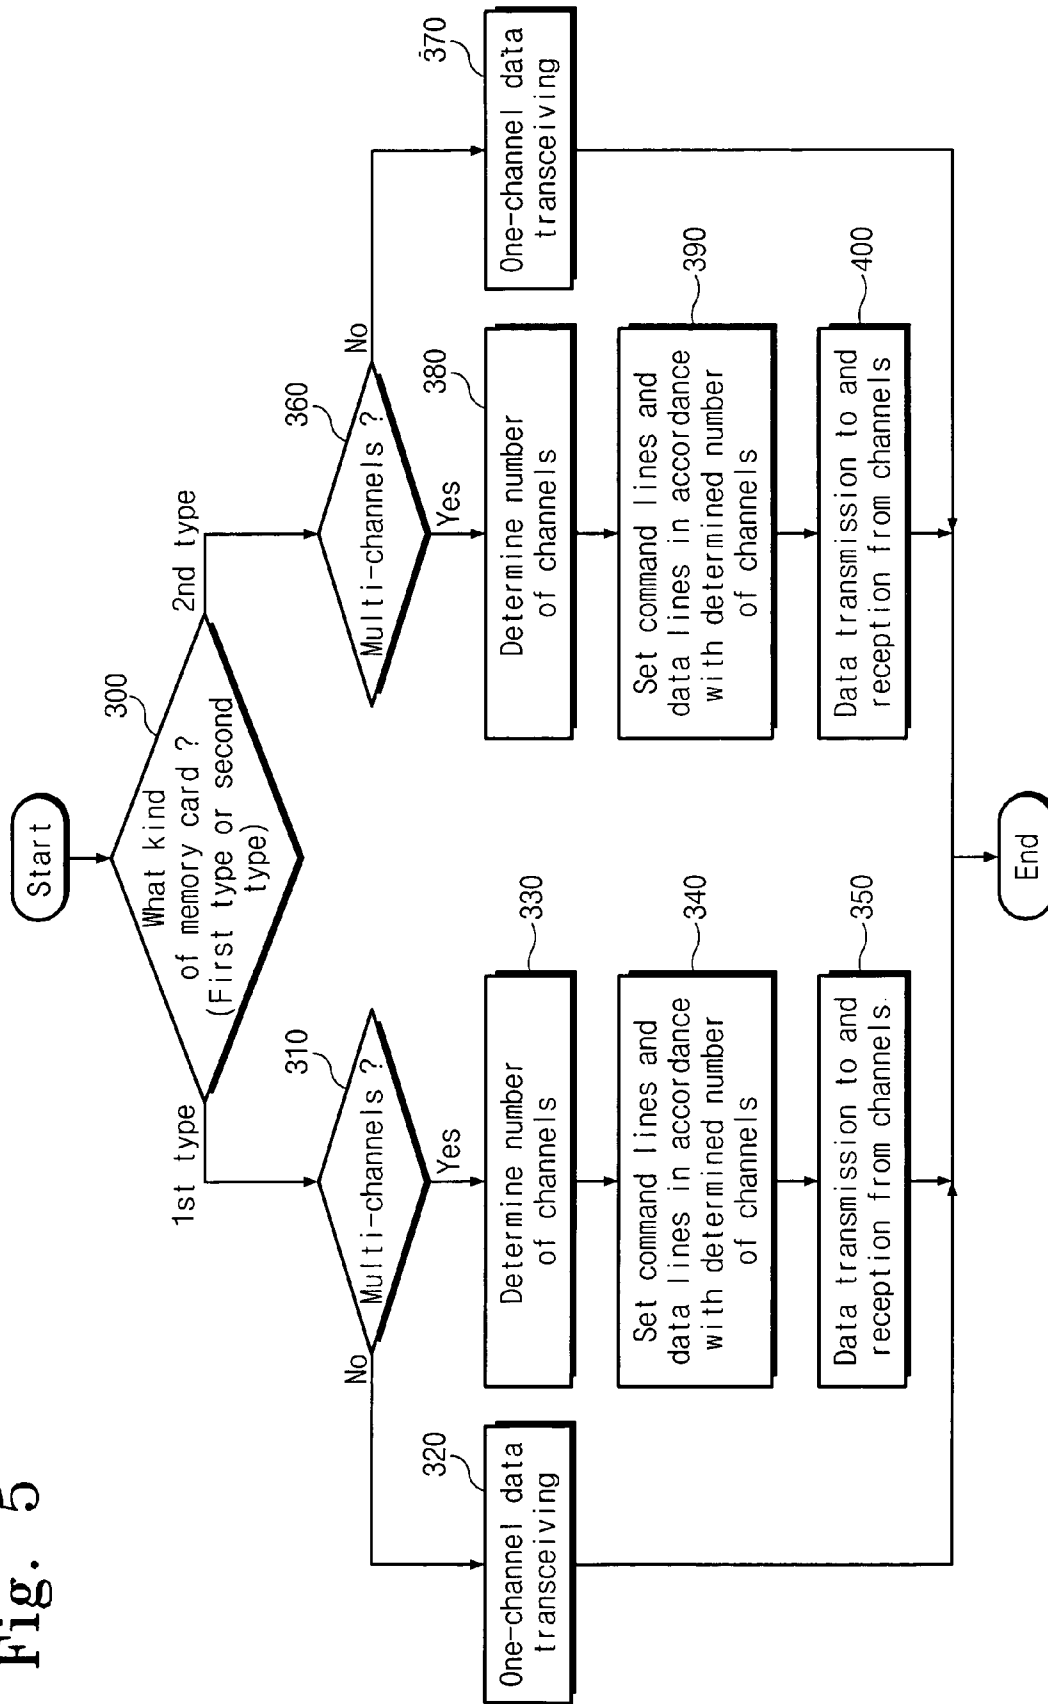 Fig. 5
Start
300
What kind
of memory card ?
(First type or second
type)
1st type
2nd type
310
Multi-channels ?
No
Yes
360
Multi-channels ?
No
Yes
320
One-channel data
transceiving
330
Determine number
of channels
380
Determine number
of channels
370
One-channel data
transceiving
340
Set command lines and
data lines in accordance
with determined number
of channels
390
Set command lines and
data lines in accordance
with determined number
of channels
350
Data transmission to and
reception from channels
400
Data transmission to and
reception from channels
End